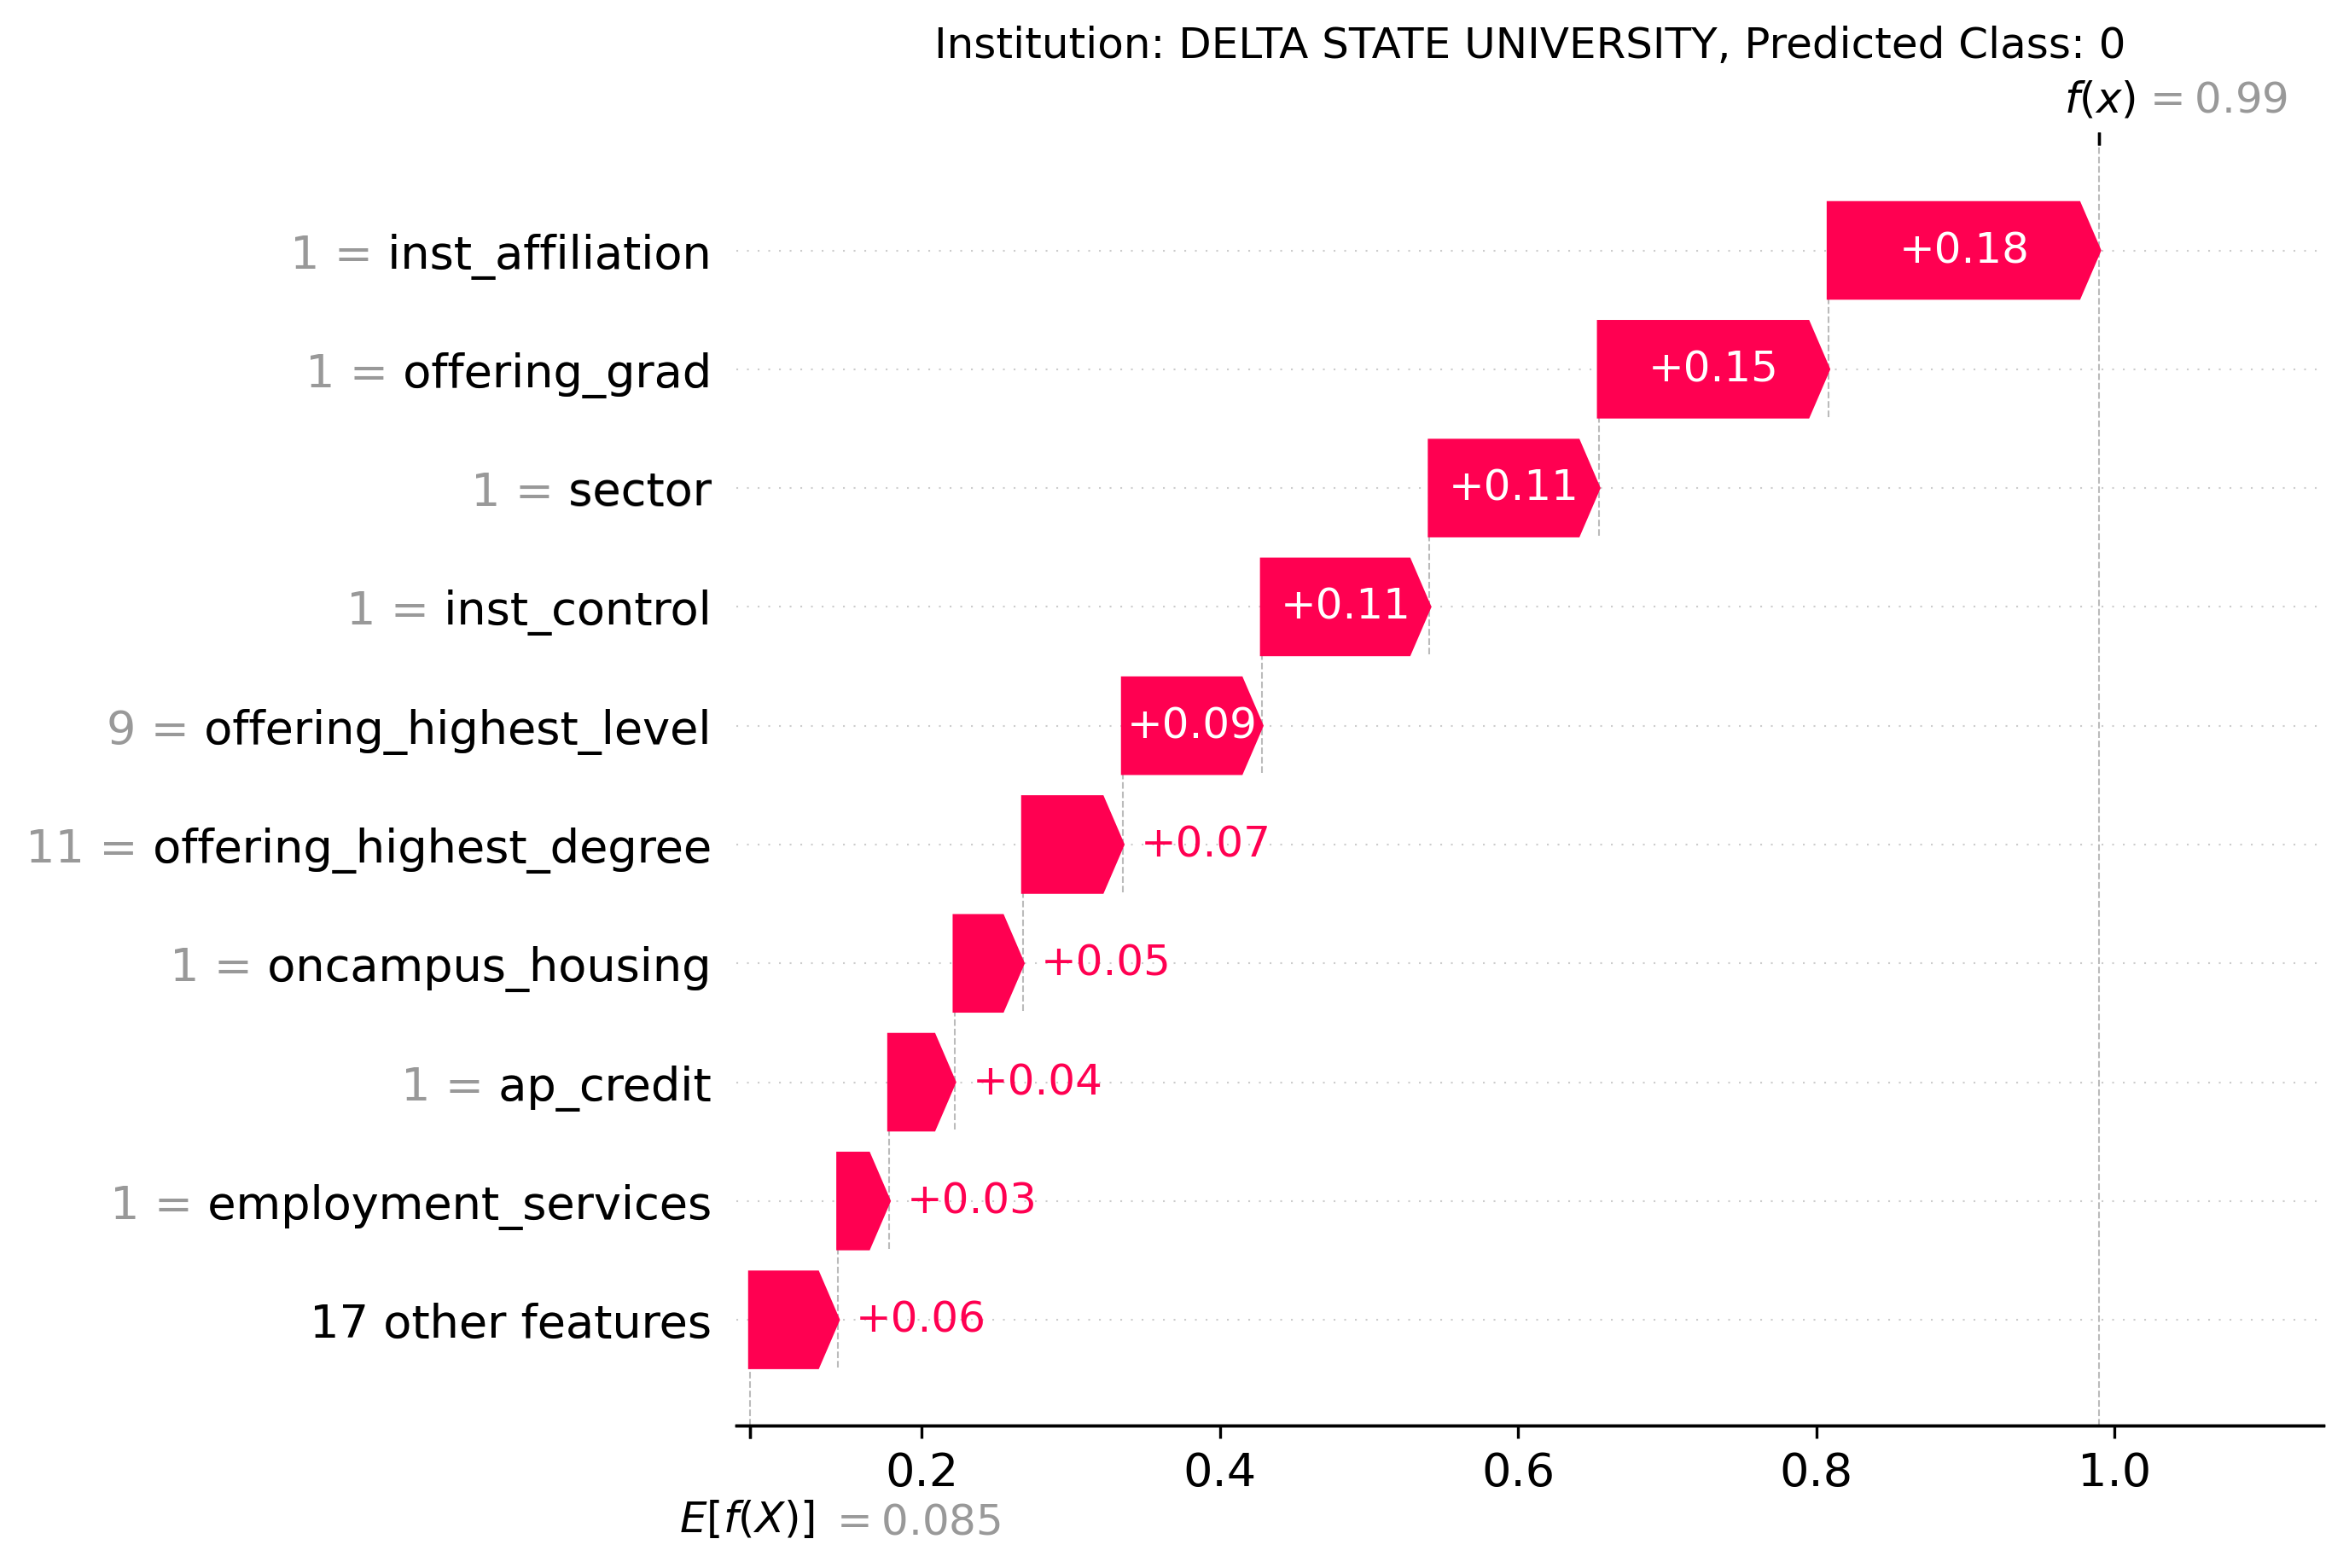 Institution: DELTA STATE UNIVERSITY, Predicted Class: 0
f(x) = 0.99
1 = inst_affiliation +0.18
1 = offering_grad +0.15
1 = sector +0.11
1 = inst_control +0.11
9 = offering_highest_level +0.09
11 = offering_highest_degree +0.07
1 = oncampus_housing +0.05
1 = ap_credit +0.04
1 = employment_services +0.03
17 other features +0.06
0.2 0.4 0.6 0.8 1.0
E[f(X)] = 0.085